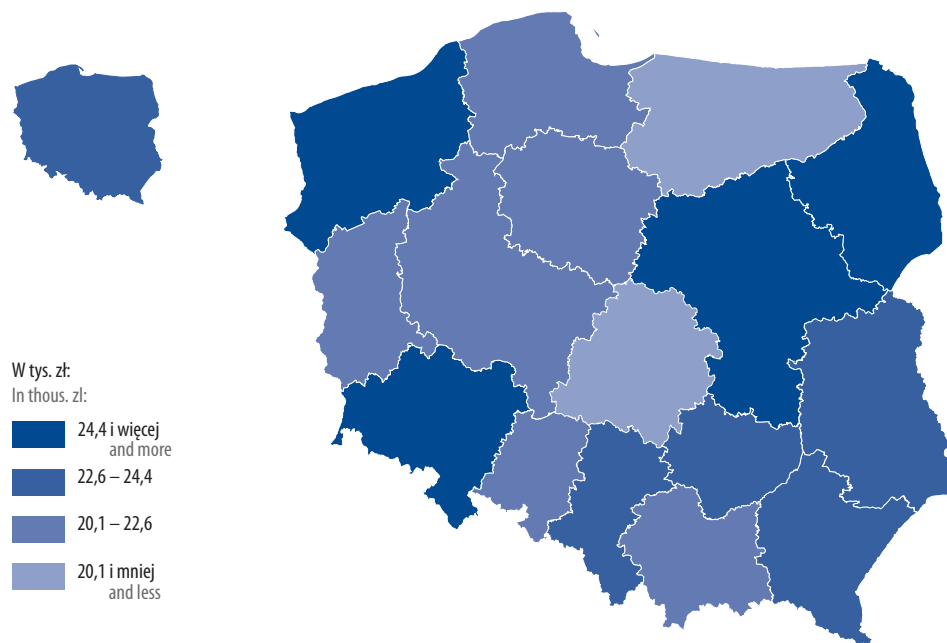 W tys. zł:
In thous. zl:
24,4 i więcej
and more
22,6 – 24,4
20,1 – 22,6
20,1 i mniej
and less